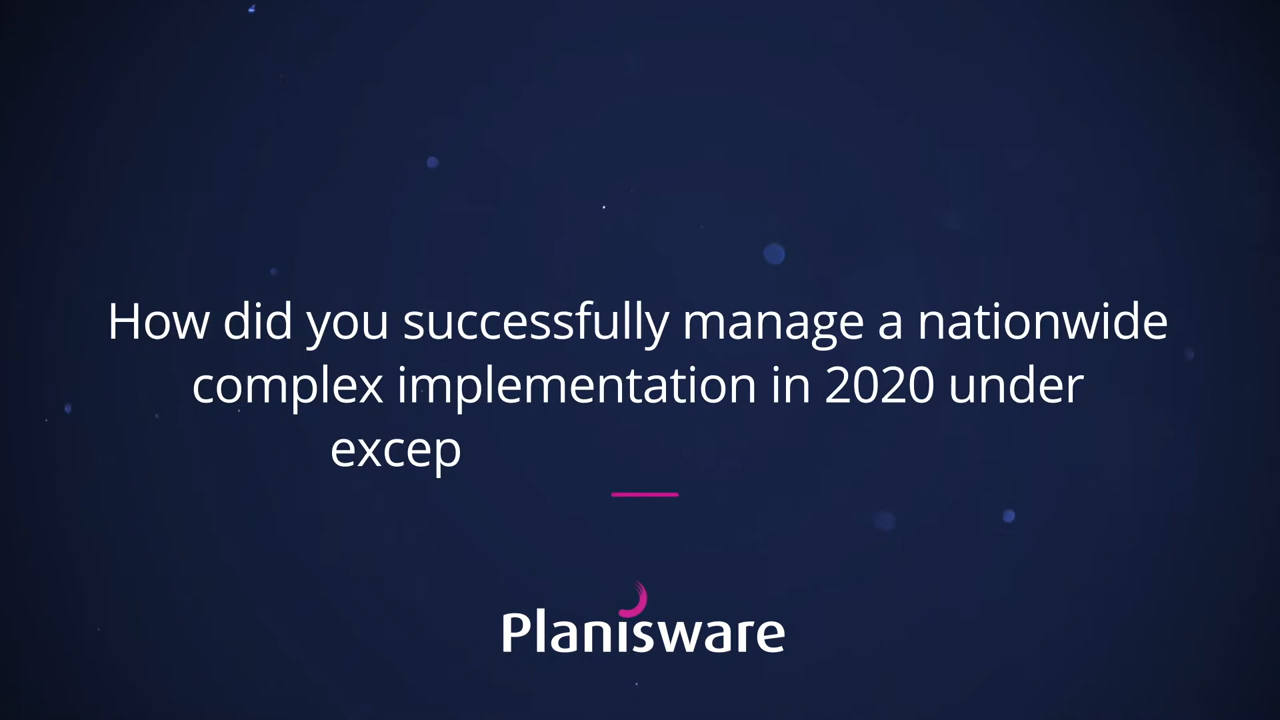 How did you successfully manage a nationwide
complex implementation in 2020 under
excep
Planisware